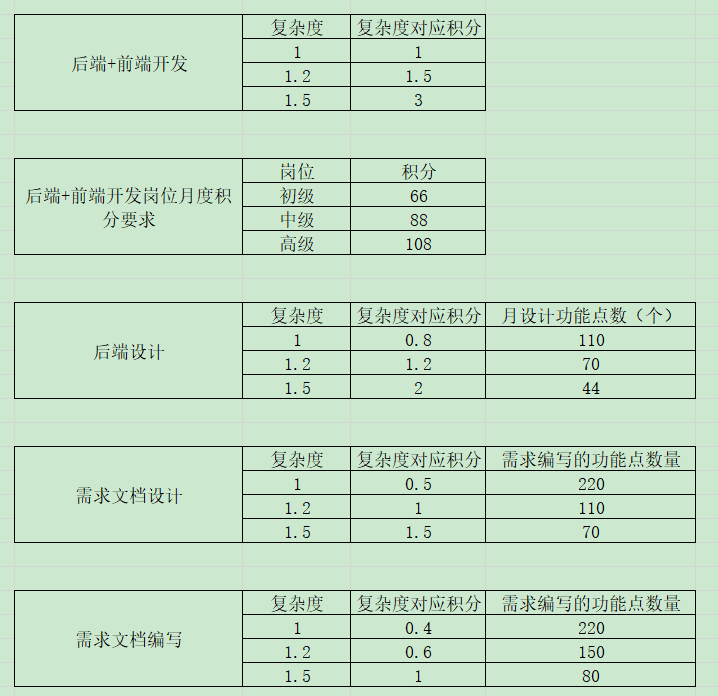 后端+前端开发
复杂度 复杂度对应积分
1 1
1.2 1.5
1.5 3
后端+前端开发岗位月度积
分要求
岗位 积分
初级 66
中级 88
高级 108
后端设计
复杂度 复杂度对应积分 月设计功能点数（个）
1 0.8 110
1.2 1.2 70
1.5 2 44
需求文档设计
复杂度 复杂度对应积分 需求编写的功能点数量
1 0.5 220
1.2 1 110
1.5 1.5 70
需求文档编写
复杂度 复杂度对应积分 需求编写的功能点数量
1 0.4 220
1.2 0.6 150
1.5 1 80